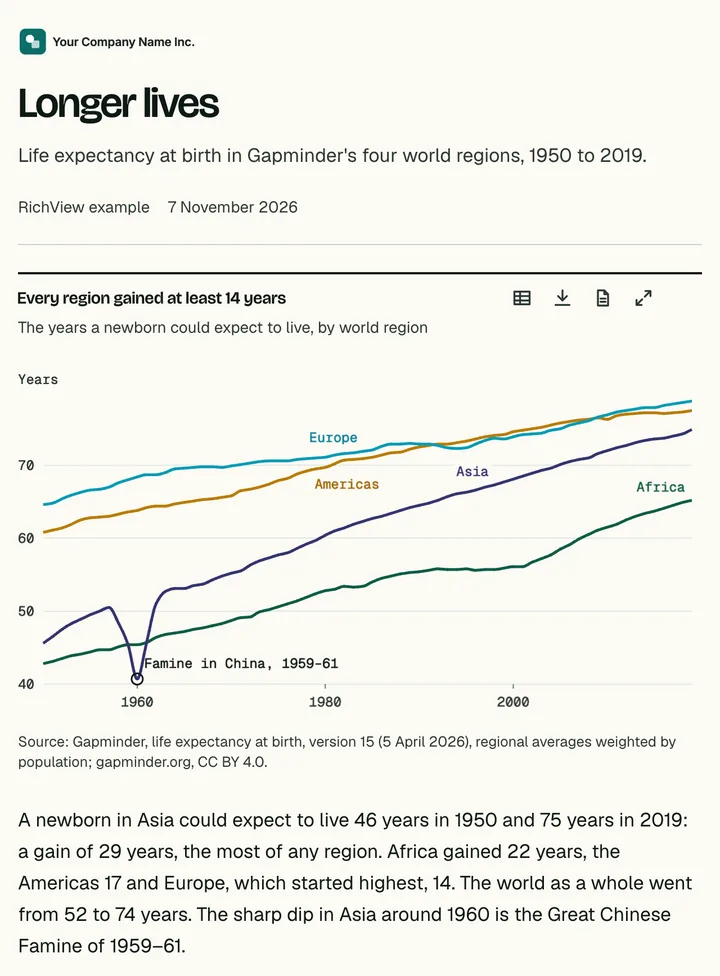 Your Company Name Inc.
Longer lives
Life expectancy at birth in Gapminder's four world regions, 1950 to 2019.
RichView example 7 November 2026
Every region gained at least 14 years
The years a newborn could expect to live, by world region
Years
Europe
70
Asia
Americas
Africa
60
50
Famine in China, 1959–61
40
1960 1980 2000
Source: Gapminder, life expectancy at birth, version 15 (5 April 2026), regional averages weighted by
population; gapminder.org, CC BY 4.0.
A newborn in Asia could expect to live 46 years in 1950 and 75 years in 2019:
a gain of 29 years, the most of any region. Africa gained 22 years, the
Americas 17 and Europe, which started highest, 14. The world as a whole went
from 52 to 74 years. The sharp dip in Asia around 1960 is the Great Chinese
Famine of 1959–61.